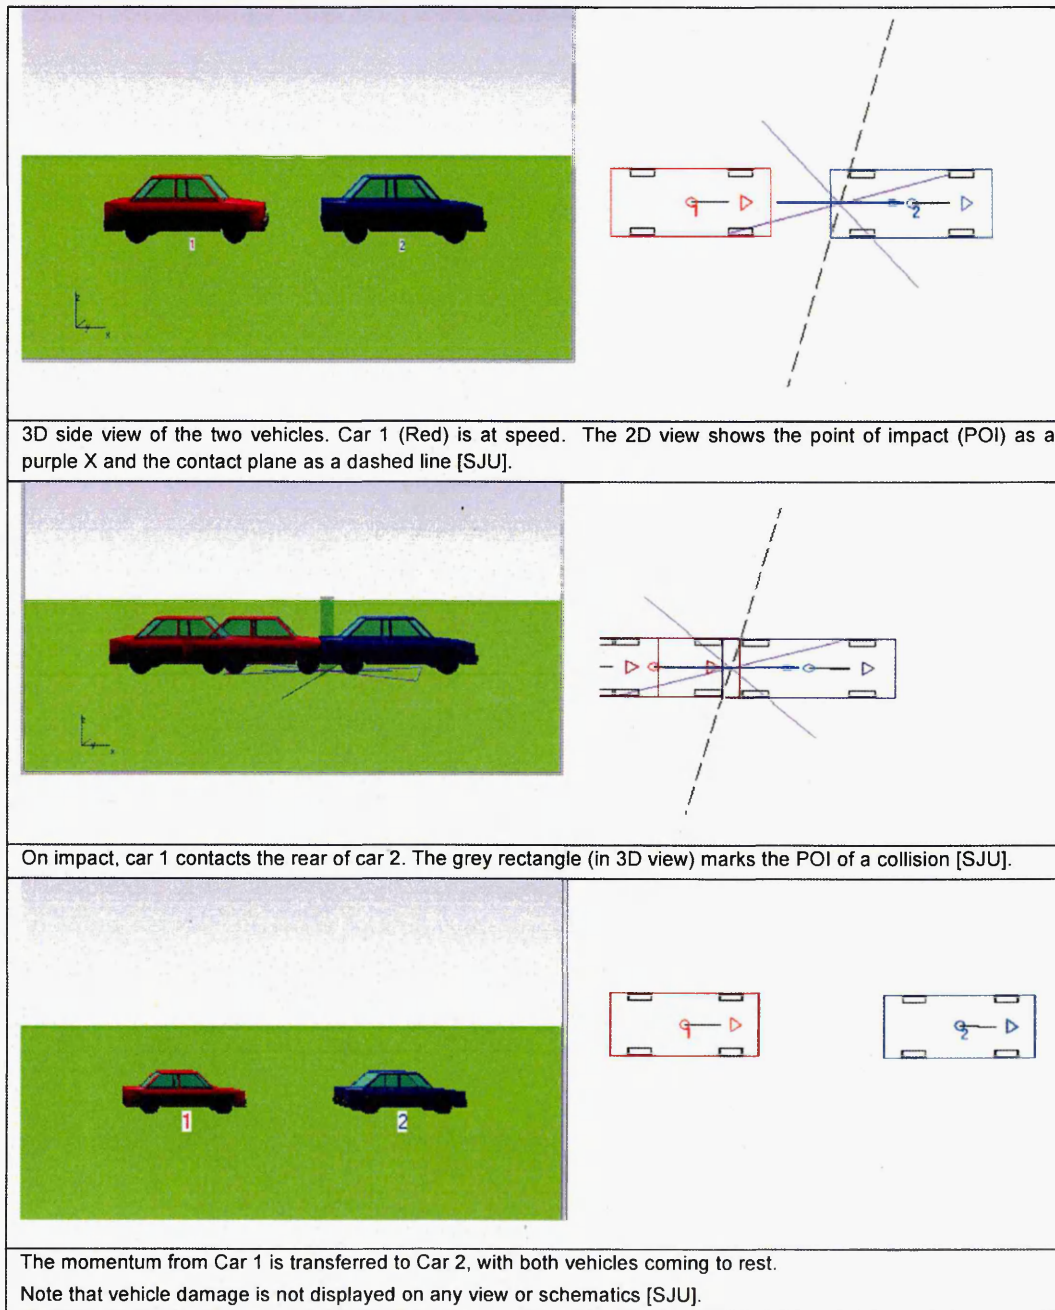 1
2
1
2
3D side view of the two vehicles. Car 1 (Red) is at speed. The 2D view shows the point of impact (POI) as a
purple X and the contact plane as a dashed line [SJU].
On impact, car 1 contacts the rear of car 2. The grey rectangle (in 3D view) marks the POI of a collision [SJU].
1
2
1
2
The momentum from Car 1 is transferred to Car 2, with both vehicles coming to rest.
Note that vehicle damage is not displayed on any view or schematics [SJU].